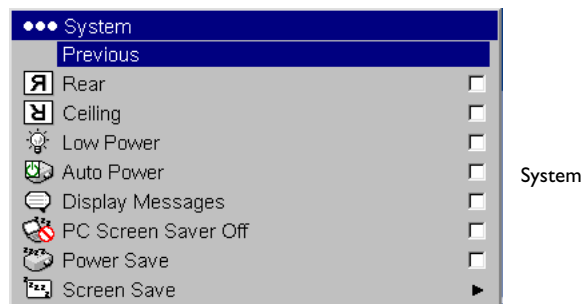 ••• System
Previous
Rear
Ceiling
Low Power
Auto Power
Display Messages
PC Screen Saver Off
Power Save
Screen Save
System